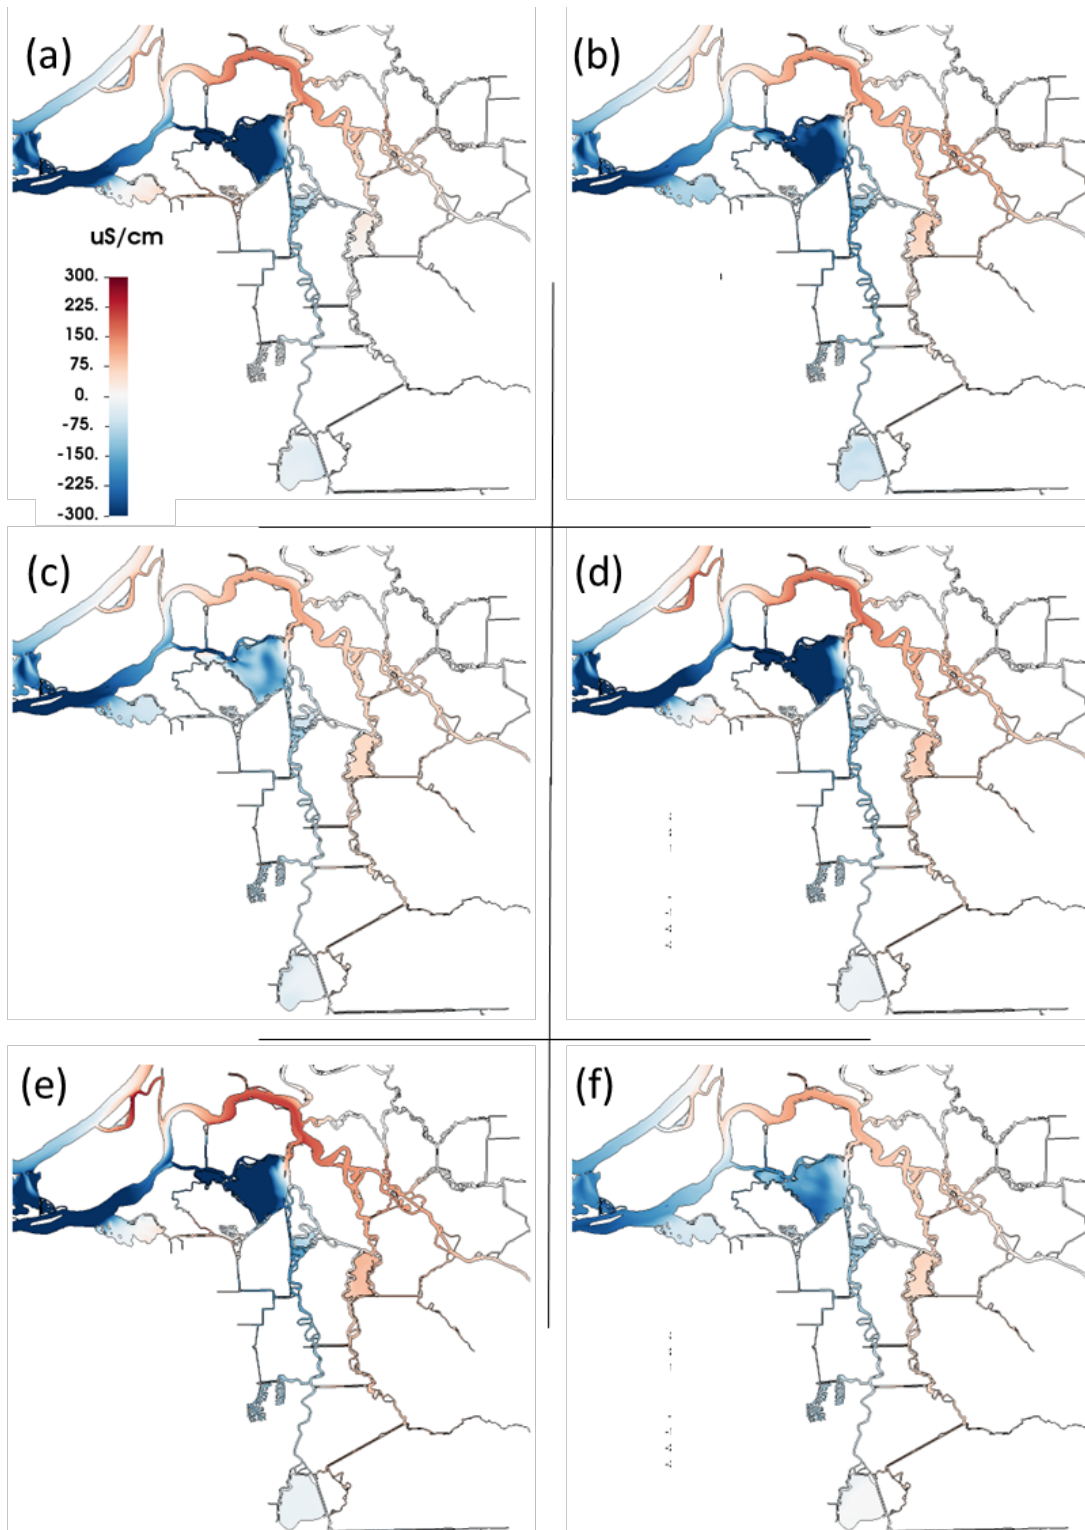 (a)
(b)
uS/cm
300.
225.
150.
75.
0.
-75.
-150.
-225.
-300.
(c)
(d)
(e)
(f)